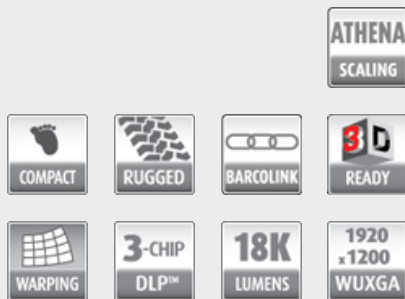 ATHENA
SCALING
COMPACT
RUGGED
BARCOLINK
3D
READY
WARPING
3-CHIP
DLP™
18K
LUMENS
1920
x1200
WUXGA